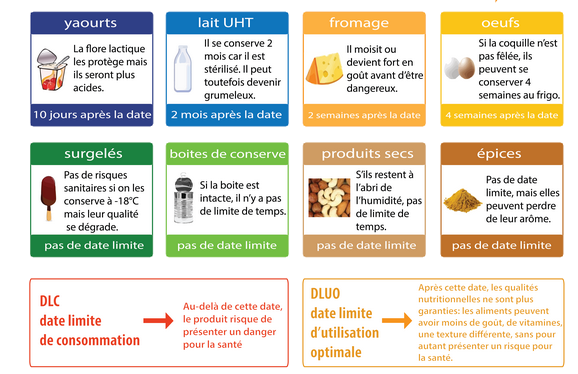 yaourts
La flore lactique
les protège mais
ils seront plus
acides.
10 jours après la date
lait UHT
Il se conserve 2
mois car il est
stérilisé. Il peut
toutefois devenir
grumeleux.
2 mois après la date
fromage
Il moisit ou
devient fort en
goût avant d'être
dangereux.
2 semaines après la date
oeufs
Si la coquille n'est
pas fêlée, ils
peuvent se
conserver 4
semaines au frigo.
4 semaines après la date
surgelés
Pas de risques
sanitaires si on les
conserve à -18°C
mais leur qualité
se dégrade.
pas de date limite
boites de conserve
Si la boite est
intacte, il n'y a pas
de limite de temps.
pas de date limite
produits secs
S'ils restent à
l'abri de
l'humidité, pas
de limite de
temps.
pas de date limite
épices
Pas de date
limite, mais elles
peuvent perdre
de leur arôme.
pas de date limite
DLC
date limite
de consommation
Au-delà de cette date,
le produit risque de
présenter un danger
pour la santé
DLUO
date limite
d'utilisation
optimale
Après cette date, les qualités
nutritionnelles ne sont plus
garanties: les aliments peuvent
avoir moins de goût, de vitamines,
une texture différente, sans pour
autant présenter un risque pour
la santé.